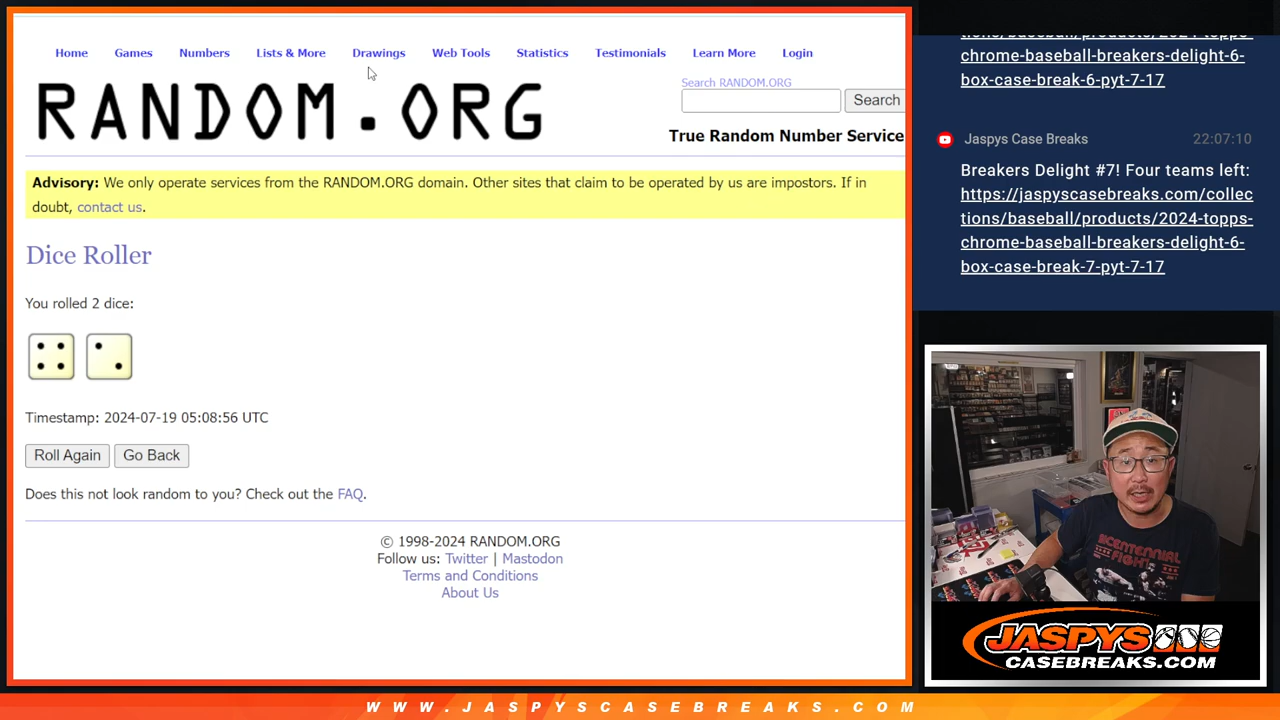 Home Games Numbers Lists & More Drawings Web Tools Statistics Testimonials Learn More Login
RANDOM.ORG
Search RANDOM.ORG
Search
True Random Number Service
Advisory: We only operate services from the RANDOM.ORG domain. Other sites that claim to be operated by us are impostors. If in
doubt, contact us.
Dice Roller
You rolled 2 dice:
Timestamp: 2024-07-19 05:08:56 UTC
Roll Again Go Back
Does this not look random to you? Check out the FAQ.
© 1998-2024 RANDOM.ORG
Follow us: Twitter | Mastodon
Terms and Conditions
About Us
chrome-baseball-breakers-delight-6-
box-case-break-6-pyt-7-17
Jaspys Case Breaks 22:07:10
Breakers Delight #7! Four teams left:
https://jaspyscasebreaks.com/collec
tions/baseball/products/2024-topps-
chrome-baseball-breakers-delight-6-
box-case-break-7-pyt-7-17
BICENTENNIAL
FIGHT
JASPYS
CASEBREAKS.COM
WWW.JASPYSCASEBREAKS.COM